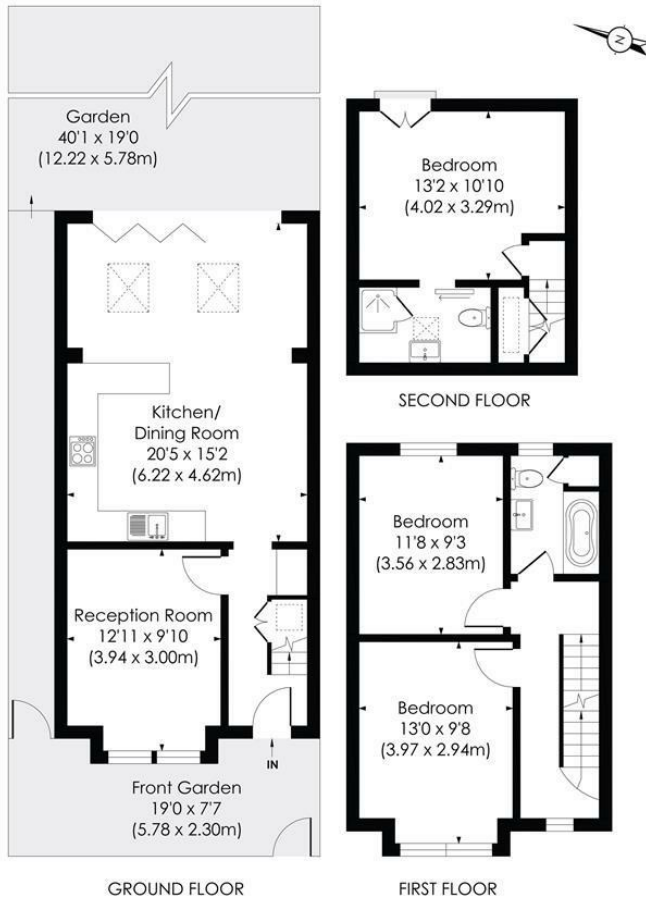 N
Garden
40'1 x 19'0
(12.22 x 5.78m)
Kitchen/
Dining Room
20'5 x 15'2
(6.22 x 4.62m)
Reception Room
12'11 x 9'10
(3.94 x 3.00m)
IN
Front Garden
19'0 x 7'7
(5.78 x 2.30m)
GROUND FLOOR
Bedroom
13'2 x 10'10
(4.02 x 3.29m)
SECOND FLOOR
Bedroom
11'8 x 9'3
(3.56 x 2.83m)
Bedroom
13'0 x 9'8
(3.97 x 2.94m)
FIRST FLOOR